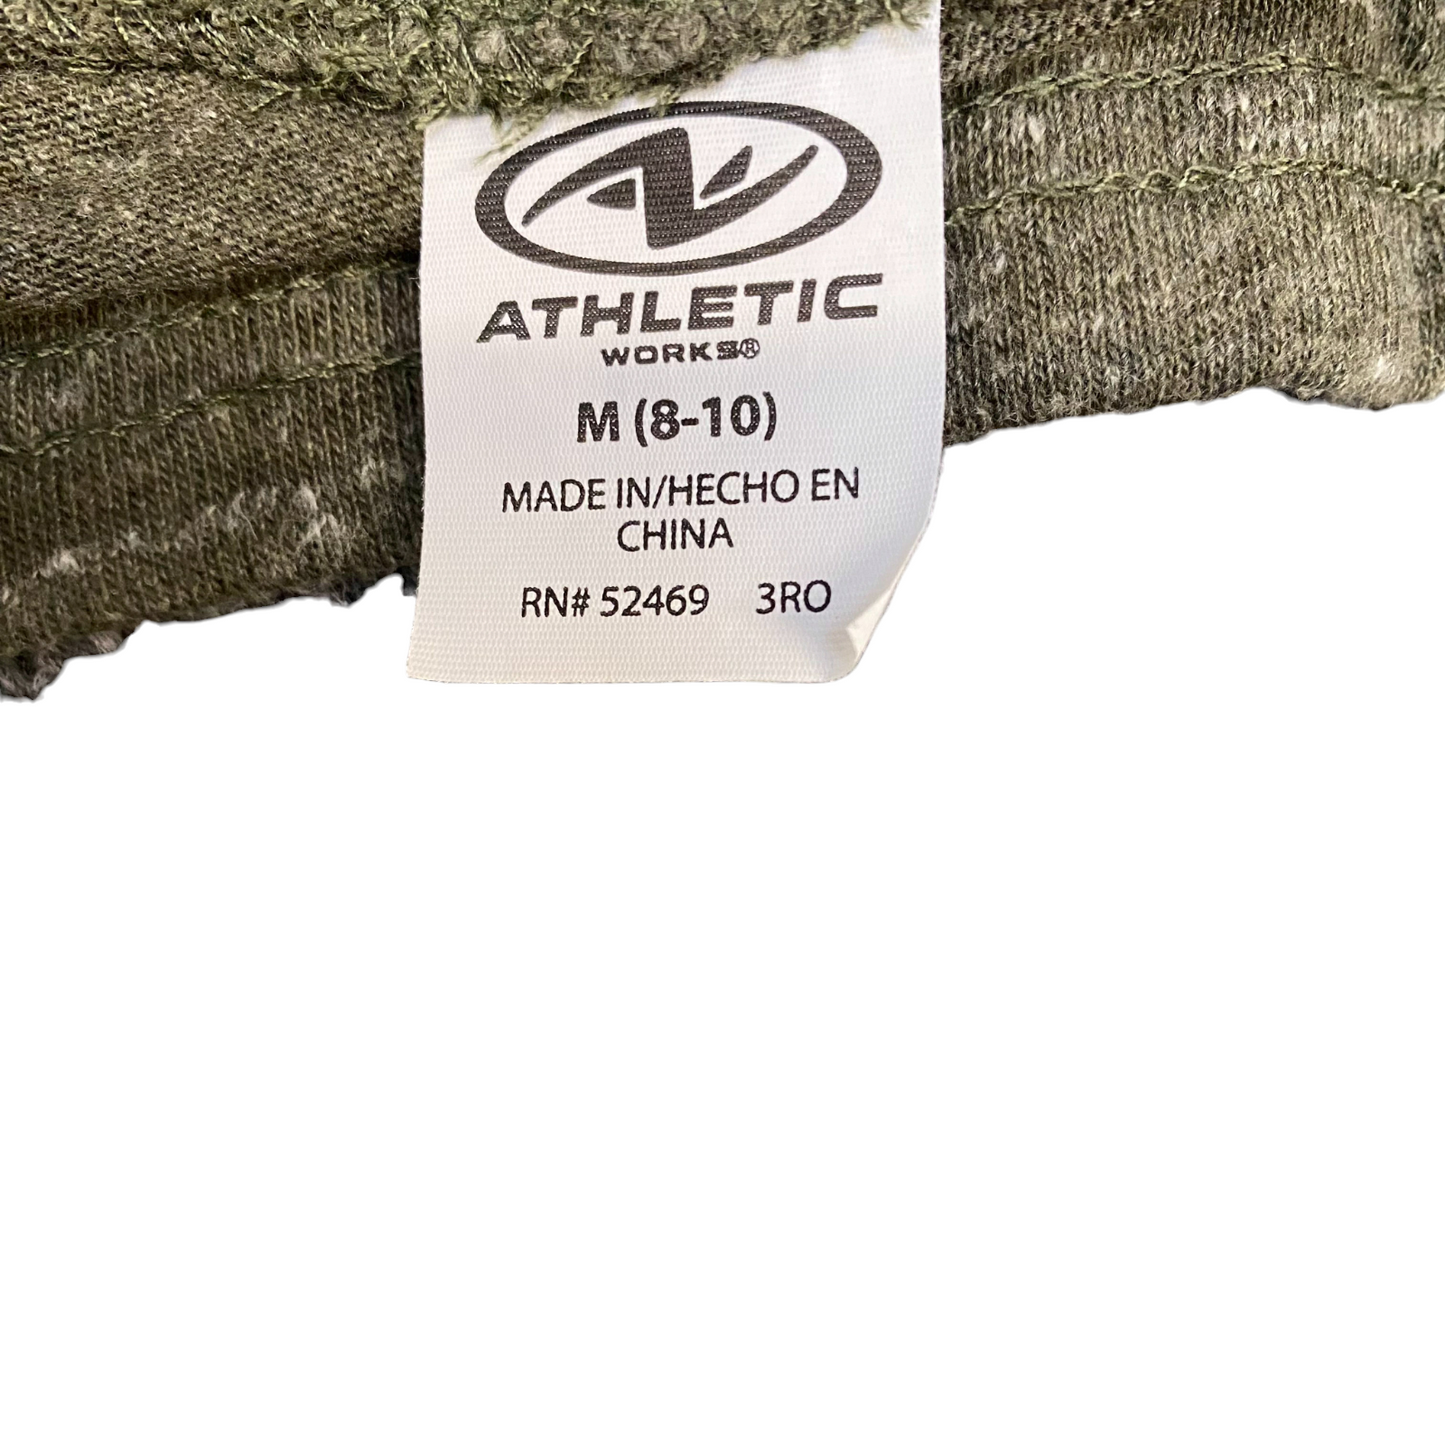 ATHLETIC
WORKS®
M (8-10)
MADE IN/HECHO EN
CHINA
RN# 52469 3RO